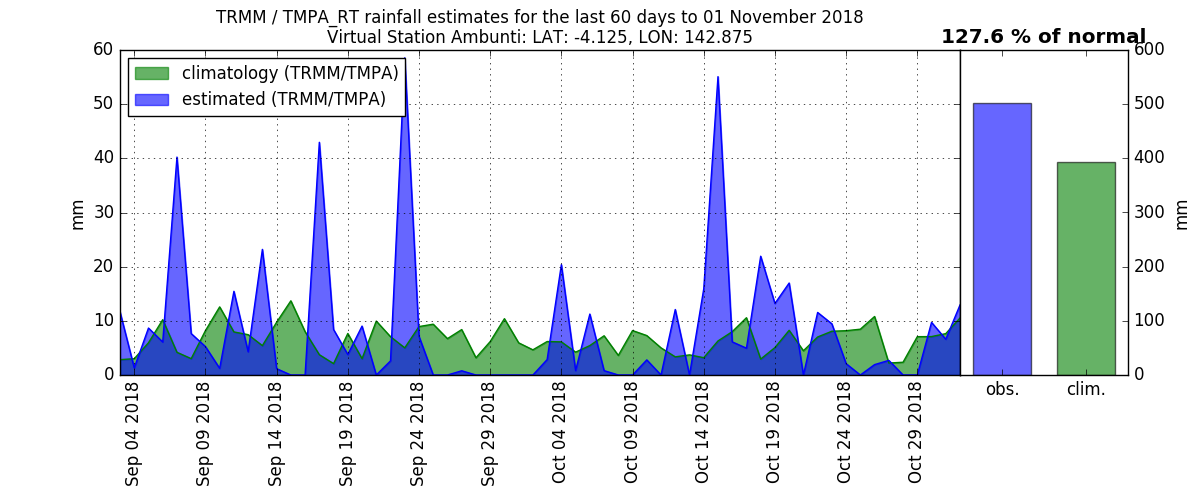 TRMM / TMPA_RT rainfall estimates for the last 60 days to 01 November 2018
Virtual Station Ambunti: LAT: -4.125, LON: 142.875
127.6 % of normal
climatology (TRMM/TMPA)
estimated (TRMM/TMPA)
60
50
40
30
20
10
0
mm
Sep 04 2018
Sep 09 2018
Sep 14 2018
Sep 19 2018
Sep 24 2018
Sep 29 2018
Oct 04 2018
Oct 09 2018
Oct 14 2018
Oct 19 2018
Oct 24 2018
Oct 29 2018
obs.
clim.
600
500
400
300
200
100
0
mm